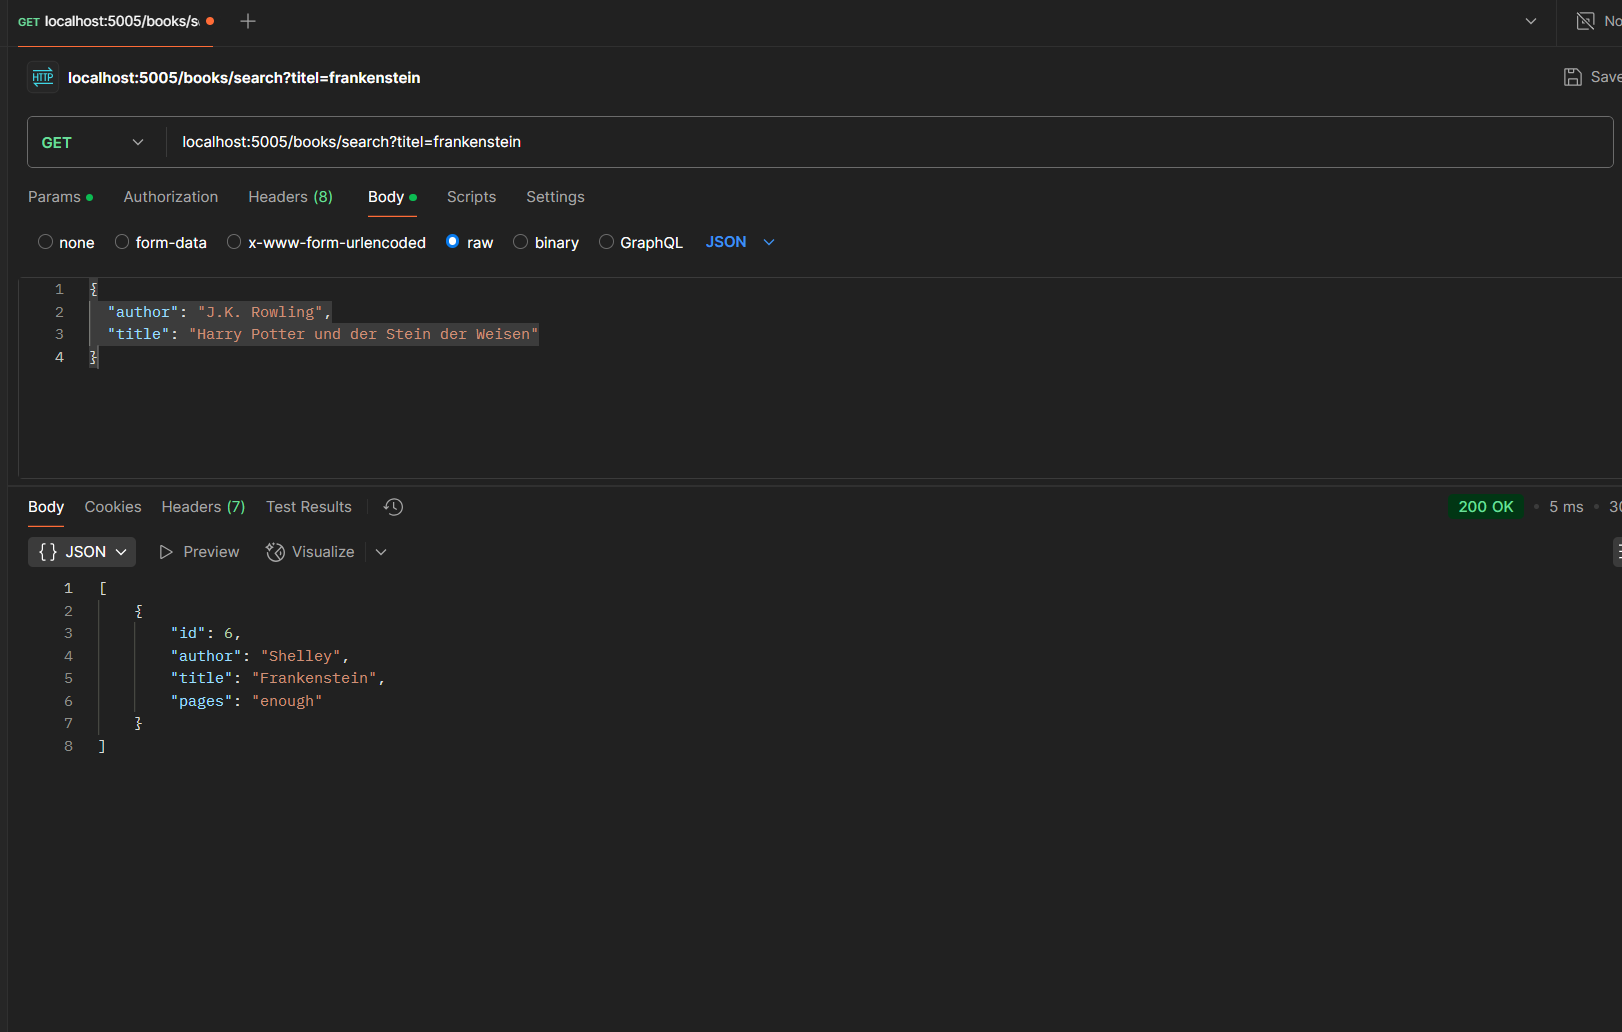 GET localhost:5005/books/s
No
HTTP localhost:5005/books/search?titel=frankenstein
Save
GET localhost:5005/books/search?titel=frankenstein
Params Authorization Headers (8) Body Scripts Settings
none form-data x-www-form-urlencoded raw binary GraphQL JSON
1 {
2 "author": "J.K. Rowling",
3 "title": "Harry Potter und der Stein der Weisen"
4 }
Body Cookies Headers (7) Test Results
200 OK • 5 ms • 30
{} JSON Preview Visualize
1 [
2 {
3 "id": 6,
4 "author": "Shelley",
5 "title": "Frankenstein",
6 "pages": "enough"
7 }
8 ]